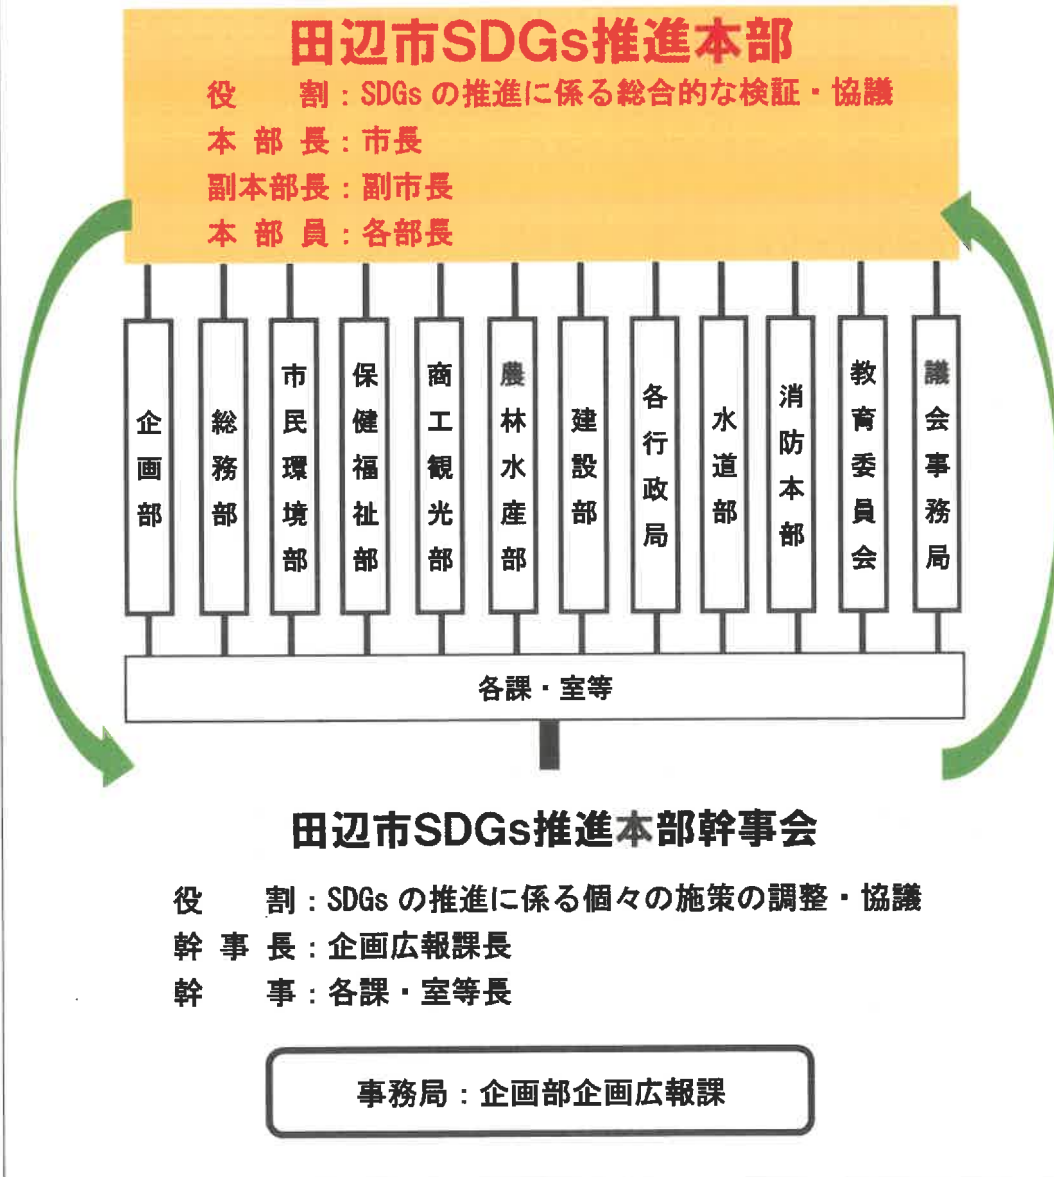 田辺市SDGs推進本部
役　　割：SDGsの推進に係る総合的な検証・協議
本部長：市長
副本部長：副市長
本部員：各部長
企画部
総務部
市民環境部
保健福祉部
商工観光部
農林水産部
建設部
各行政局
水道部
消防本部
教育委員会
議会事務局
各課・室等
田辺市SDGs推進本部幹事会
役　　割：SDGsの推進に係る個々の施策の調整・協議
幹事長：企画広報課長
幹　　事：各課・室等長
事務局：企画部企画広報課